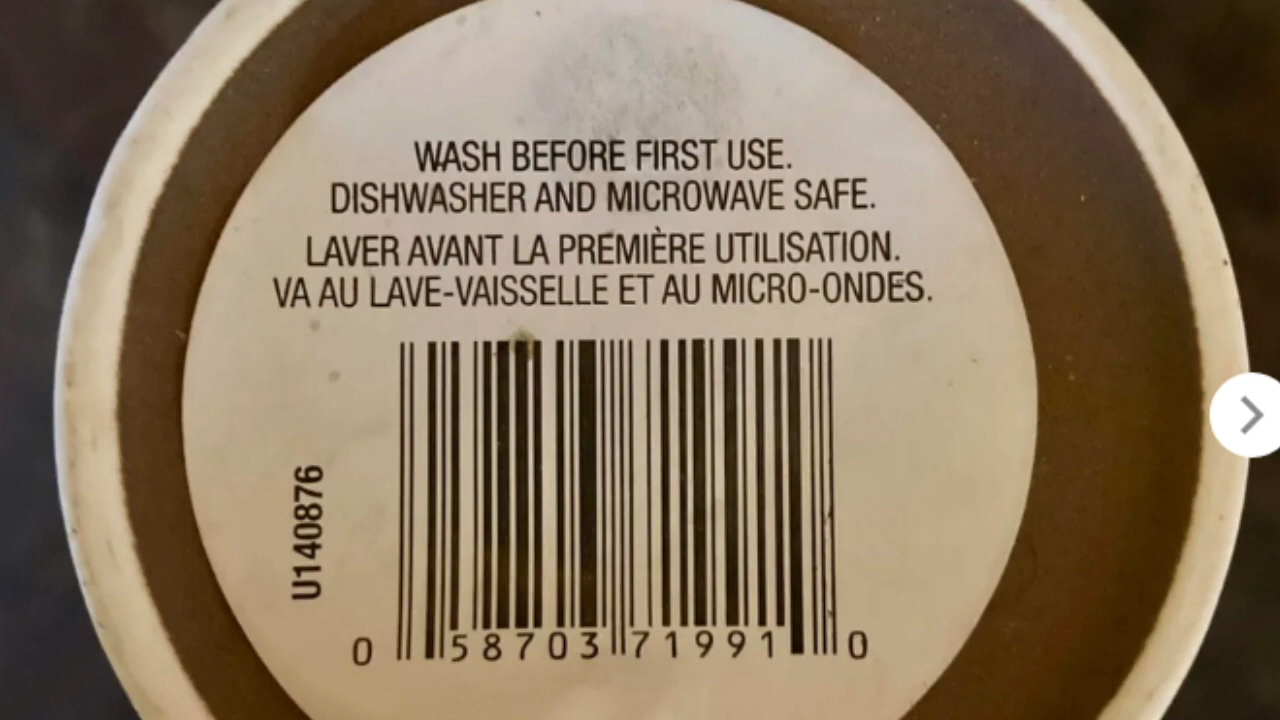 WASH BEFORE FIRST USE.
DISHWASHER AND MICROWAVE SAFE.
LAVER AVANT LA PREMIÈRE UTILISATION.
VA AU LAVE-VAISSELLE ET AU MICRO-ONDES.
U140876
0 58703 71991 0